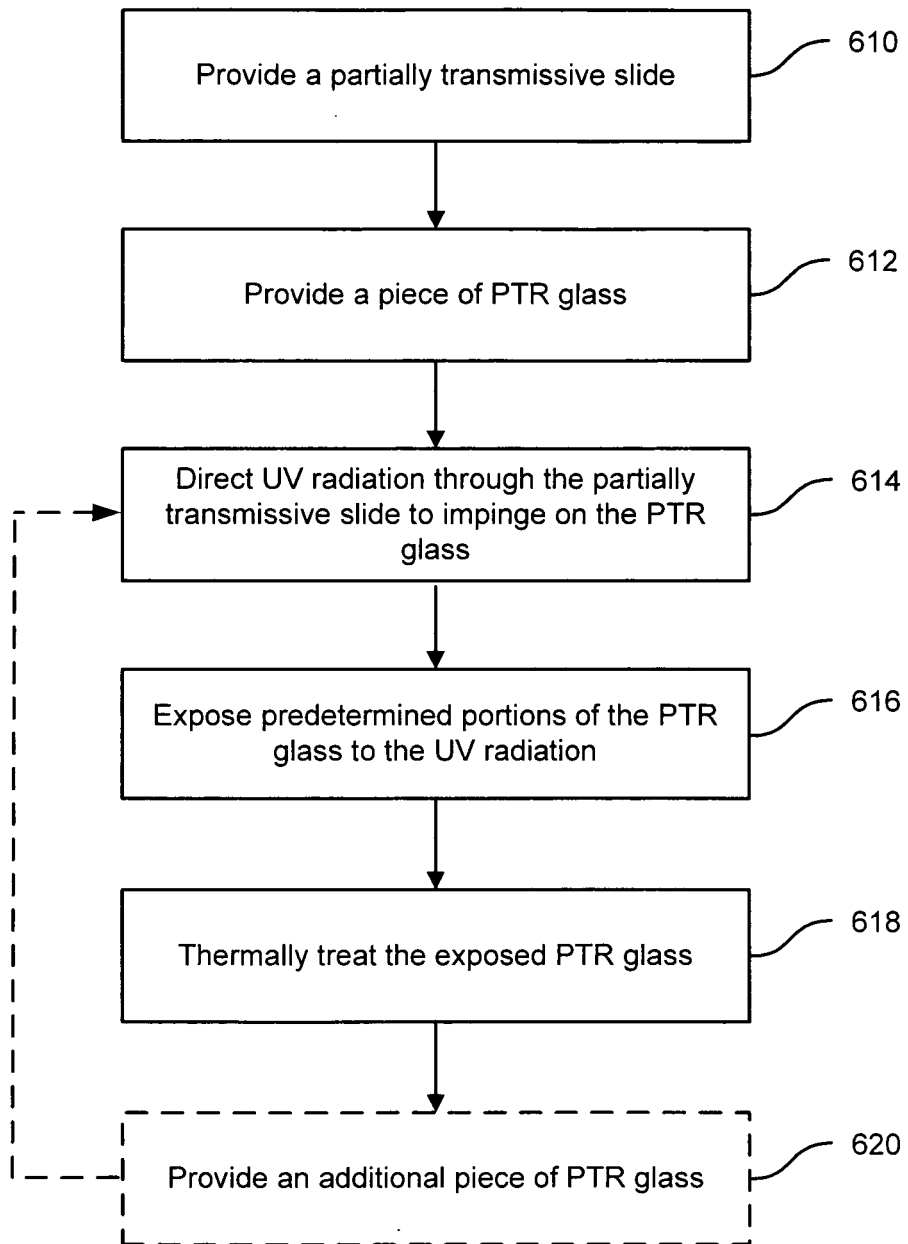 Provide a partially transmissive slide
610
Provide a piece of PTR glass
612
Direct UV radiation through the partially
transmissive slide to impinge on the PTR
glass
614
Expose predetermined portions of the PTR
glass to the UV radiation
616
Thermally treat the exposed PTR glass
618
Provide an additional piece of PTR glass
620